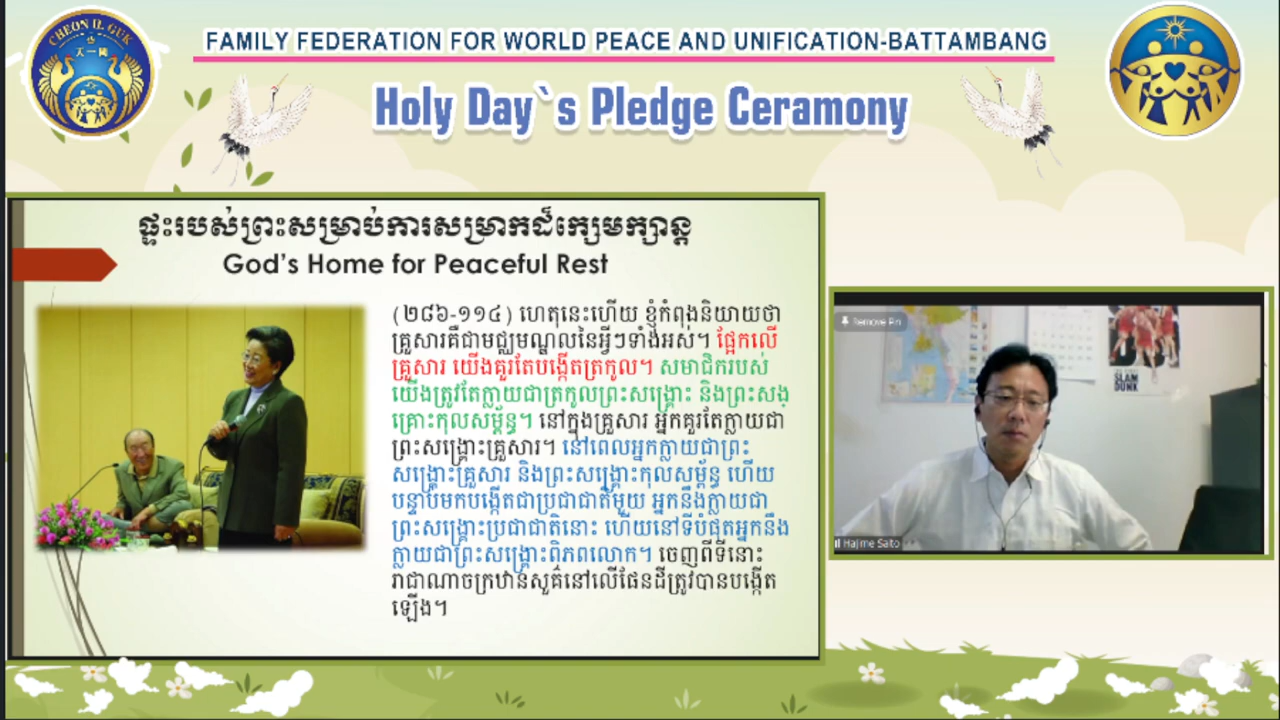 CHEON IL GUK
天一國
FAMILY FEDERATION FOR WORLD PEACE AND UNIFICATION-BATTAMBANG
Holy Day`s Pledge Ceramony
ផ្ទះរបស់ព្រះសម្រាប់ការសម្រាកដ៏ក្សេមក្សាន្ត
God's Home for Peaceful Rest
(២៨៦-១១៤) ហេតុនេះហើយ ខ្ញុំកំពុងនិយាយថា
គ្រួសារគឺជាមជ្ឈមណ្ឌលនៃអ្វីៗទាំងអស់។ ផ្អែកលើ
គ្រួសារ យើងគួរតែបង្កើតត្រកូល។ សមាជិករបស់
យើងត្រូវតែក្លាយជាត្រកូលព្រះសង្គ្រោះ និងព្រះសង្
គ្រោះកុលសម្ព័ន្ធ។ នៅក្នុងគ្រួសារ អ្នកគួរតែក្លាយជា
ព្រះសង្គ្រោះគ្រួសារ។ នៅពេលអ្នកក្លាយជាព្រះ
សង្គ្រោះគ្រួសារ និងព្រះសង្គ្រោះកុលសម្ព័ន្ធ ហើយ
បន្ទាប់មកបង្កើតជាប្រជាជាតិមួយ អ្នកនឹងក្លាយជា
ព្រះសង្គ្រោះប្រជាជាតិនោះ ហើយនៅទីបំផុតអ្នកនឹង
ក្លាយជាព្រះសង្គ្រោះពិភពលោក។ ចេញពីទីនោះ
រាជាណាចក្រឋានសួគ៌នៅលើផែនដីត្រូវបានបង្កើត
ឡើង។
Remove Pin
SLAM
DUNK
Hajime Saito